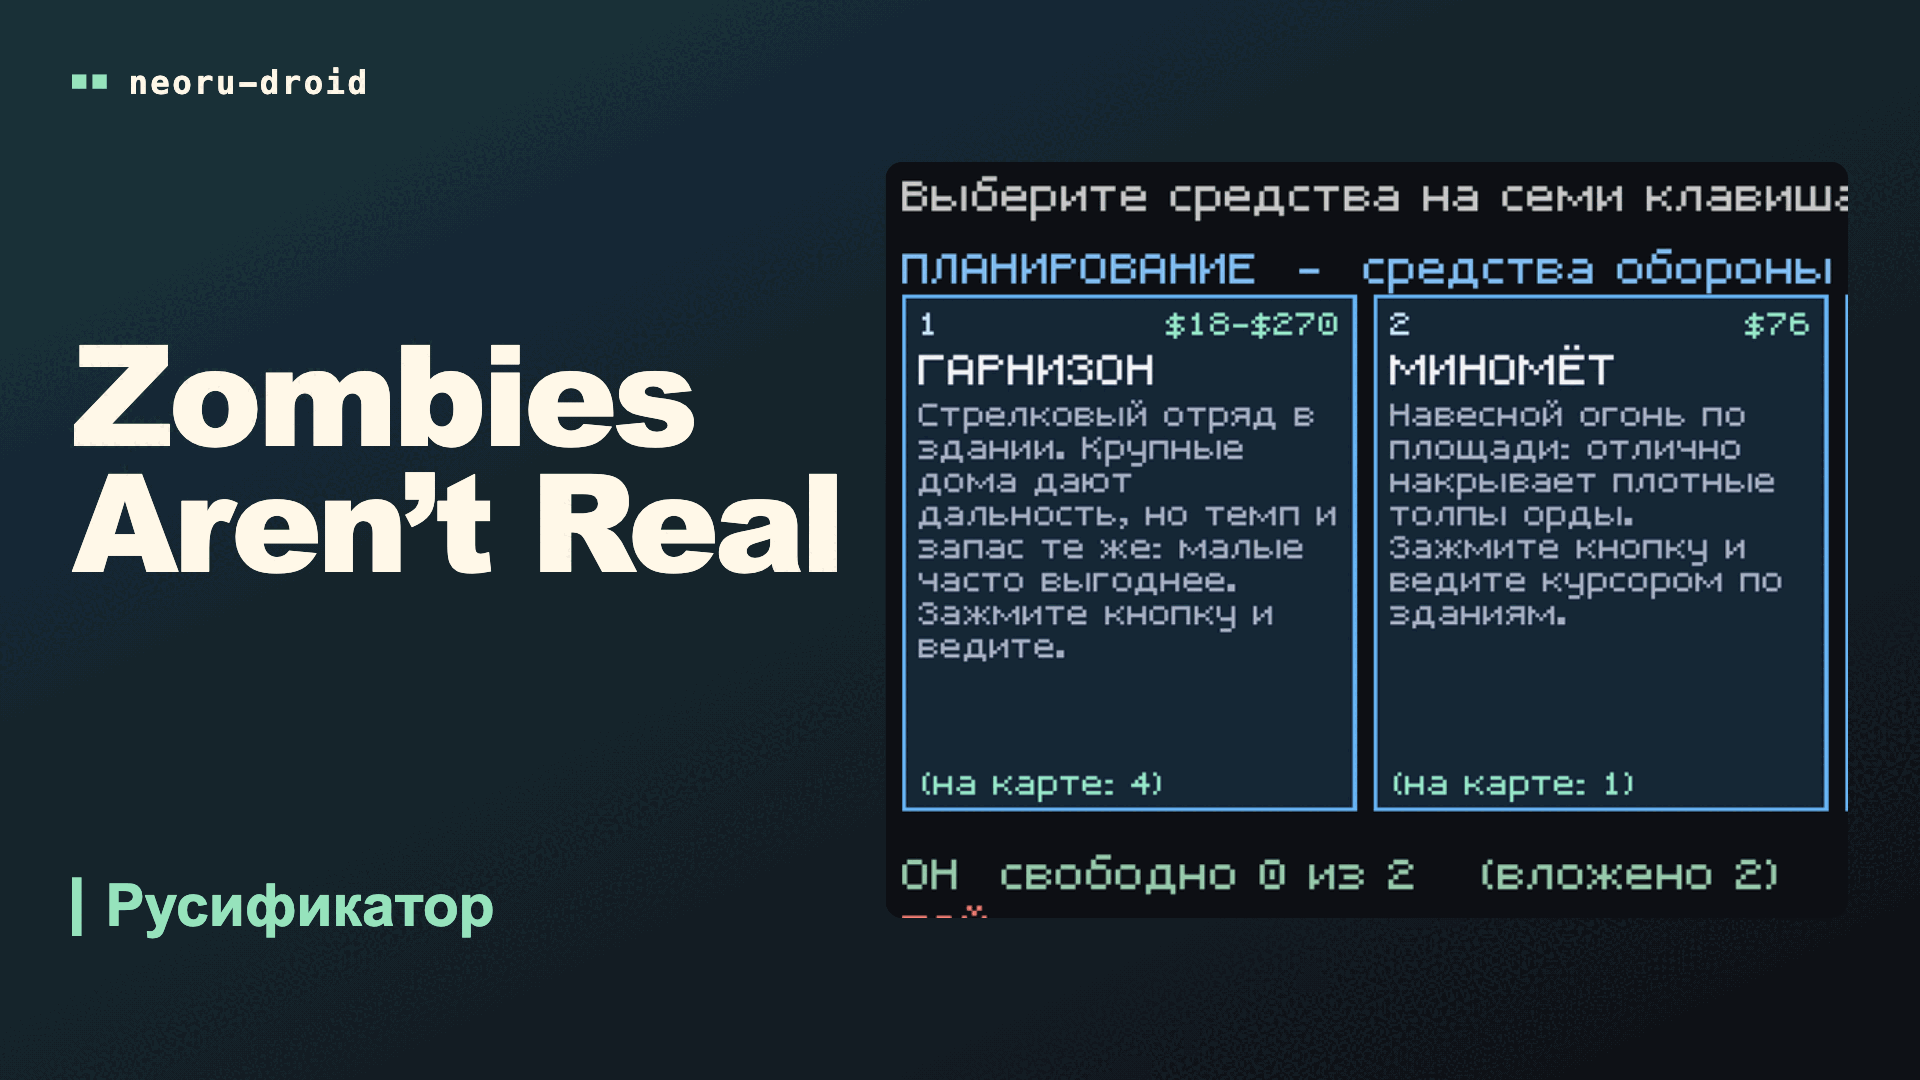 neoru-droid
Zombies
Aren’t Real
Русификатор
Выберите средства на семи клавиша
ПЛАНИРОВАНИЕ - средства обороны
1 $18-$270
ГАРНИЗОН
Стрелковый отряд в
здании. Крупные
дома дают
дальность, но темп и
запас те же: малые
часто выгоднее.
Зажмите кнопку и
ведите.
(на карте: 4)
2 $76
МИНОМЁТ
Навесной огонь по
площади: отлично
накрывает плотные
толпы орды.
Зажмите кнопку и
ведите курсором по
зданиям.
(на карте: 1)
ОН свободно 0 из 2 (вложено 2)